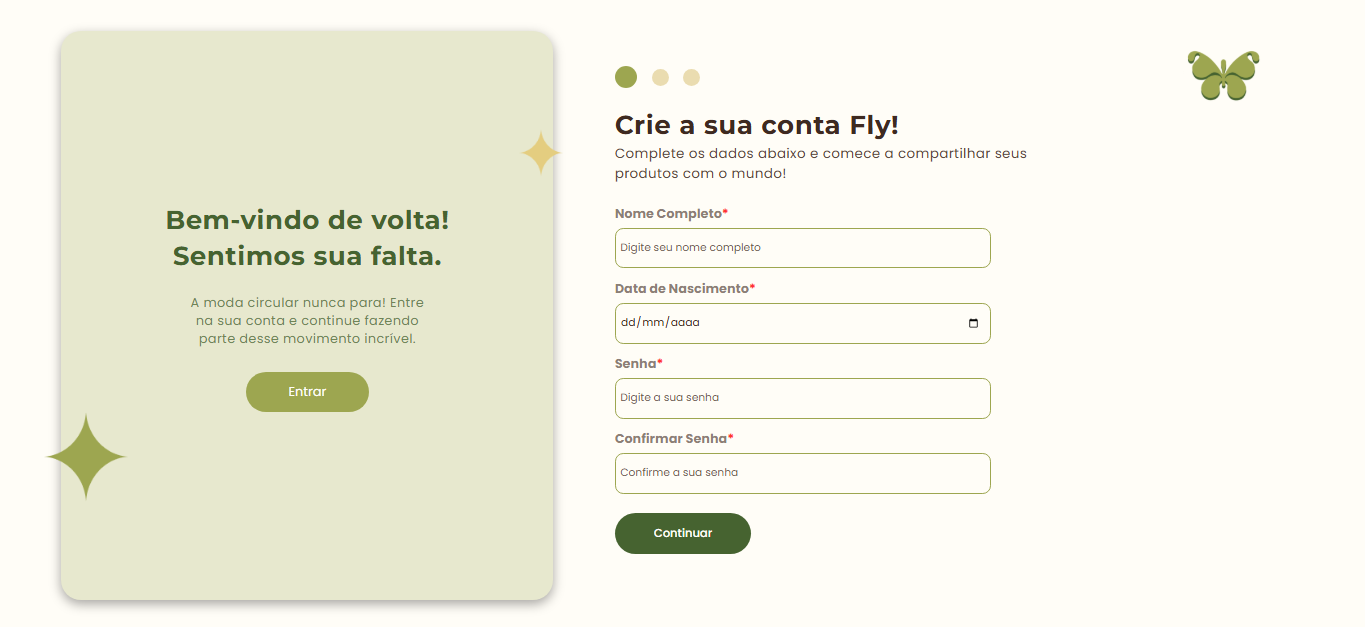 Bem-vindo de volta!
Sentimos sua falta.
A moda circular nunca para! Entre
na sua conta e continue fazendo
parte desse movimento incrível.
Entrar
Crie a sua conta Fly!
Complete os dados abaixo e comece a compartilhar seus
produtos com o mundo!
Nome Completo*
Digite seu nome completo
Data de Nascimento*
dd/mm/aaaa
Senha*
Digite a sua senha
Confirmar Senha*
Confirme a sua senha
Continuar